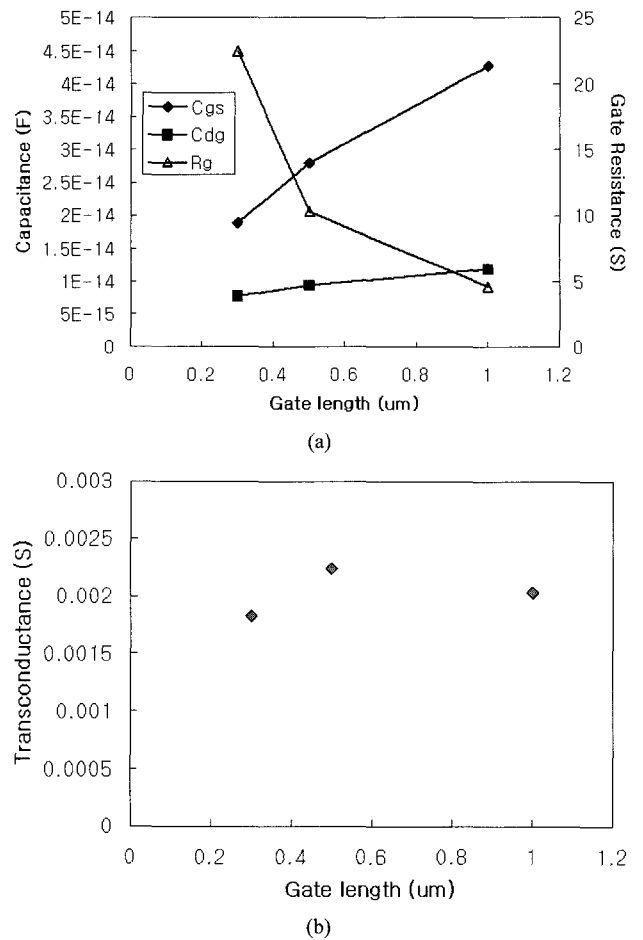 5E-14
4.5E-14
4E-14
3.5E-14
3E-14
2.5E-14
2E-14
1.5E-14
1E-14
5E-15
0
Capacitance (F)
Cgs
Cdg
Rg
25
20
15
10
5
0
Gate Resistance (S)
0 0.2 0.4 0.6 0.8 1 1.2
Gate length (um)
(a)
0.003
0.0025
0.002
0.0015
0.001
0.0005
0
Transconductance (S)
0 0.2 0.4 0.6 0.8 1 1.2
Gate length (um)
(b)